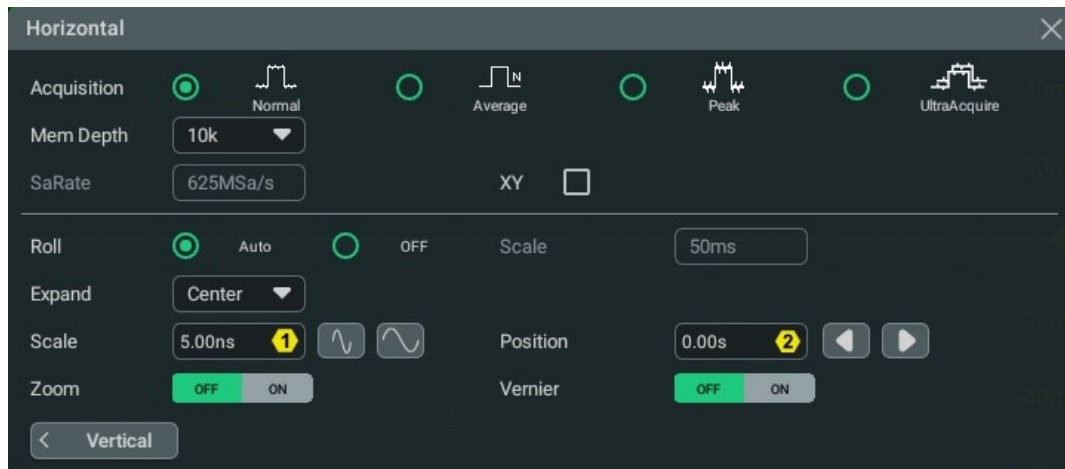 Horizontal
Acquisition Normal N Average Peak UltraAcquire
Mem Depth 10k
SaRate 625MSa/s XY
Roll Auto OFF Scale 50ms
Expand Center
Scale 5.00ns 1 Position 0.00s 2
Zoom OFF ON Vernier OFF ON
Vertical